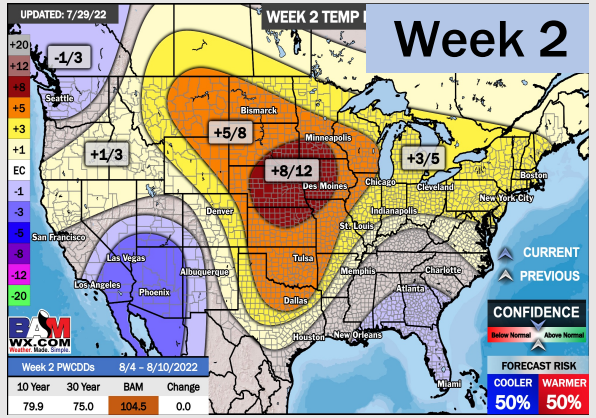 UPDATED: 7/29/22
WEEK 2 TEMP
Week 2
+20
+12
+8
+5
+3
+1
EC
-1
-3
-5
-8
-12
-20
-1/3
Seattle
Bismarck
+5/8
Minneapolis
+1/3
+8/12
+3/5
Des Moines
Chicago
Cleveland
Boston
New York City
Denver
Indianapolis
St. Louis
San Francisco
Las Vegas
Tulsa
Albuquerque
Memphis
Charlotte
Los Angeles
Phoenix
Atlanta
Dallas
Houston
New Orleans
Miami
CURRENT
PREVIOUS
CONFIDENCE
Below Normal
Above Normal
FORECAST RISK
COOLER
WARMER
50%
50%
BAM
WX.COM
Weather. Made. Simple.
Week 2 PWCDDs
8/4 – 8/10/2022
10 Year
30 Year
BAM
Change
79.9
75.0
104.5
0.0